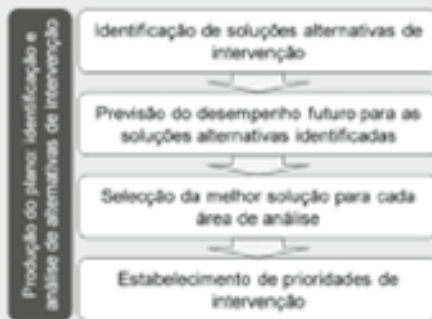 Produção do plano: identificação e
análise de alternativas de intervenção
Identificação de soluções alternativas de
intervenção
Previsão do desempenho futuro para as
soluções alternativas identificadas
Selecção da melhor solução para cada
área de análise
Estabelecimento de prioridades de
intervenção